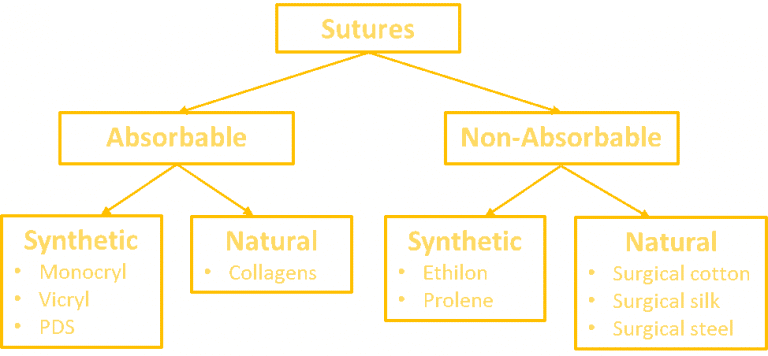 Sutures
Absorbable
Non-Absorbable
Synthetic
• Monocryl
• Vicryl
• PDS
Natural
• Collagens
Synthetic
• Ethilon
• Prolene
Natural
• Surgical cotton
• Surgical silk
• Surgical steel